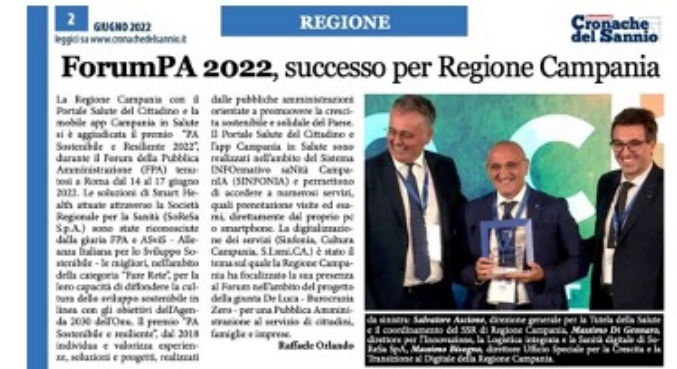 2
GIUGNO 2022
leggici su www.cronachedelsannio.it
REGIONE
Cronache
del Sannio
ForumPA 2022, successo per Regione Campania
La Regione Campania con il
Portale Salute del Cittadino e la
mobile app Campania in Salute
si è aggiudicata il premio "PA
Sostenibile e Resiliente 2022",
durante il Forum della Pubblica
Amministrazione (FPA) tenu-
tosi a Roma dal 14 al 17 giugno
2022. Le soluzioni di Smart He-
alth attuate attraverso la Società
Regionale per la Sanità (SoReSa
S.p.A.) sono state riconosciute
dalla giuria FPA e ASviS - Alle-
anza Italiana per lo Sviluppo So-
stenibile - le migliori, nell'ambito
della categoria "Fare Rete", per la
loro capacità di diffondere la cul-
tura dello sviluppo sostenibile in
linea con gli obiettivi dell'Agen-
da 2030 dell'Onu. Il premio "PA
Sostenibile e resiliente", dal 2018
individua e valorizza esperien-
ze, soluzioni e progetti, realizzati
dalle pubbliche amministrazioni
orientate a promuovere la cresci-
ta sostenibile e solidale del Paese.
Il Portale Salute del Cittadino e
l'app Campania in Salute sono
realizzati nell'ambito del Sistema
INFOrmativo saNità Campa-
nIA (SINFONIA) e permettono
di accedere a numerosi servizi,
quali prenotazione visite ed esa-
mi, direttamente dal proprio pc
o smartphone. La digitalizzazio-
ne dei servizi (Sinfonia, Cultura
Campania, S.I.smi.CA.) è stato il
tema sul quale la Regione Campa-
nia ha focalizzato la sua presenza
al Forum nell'ambito del progetto
della giunta De Luca - Burocrazia
Zero - per una Pubblica Ammini-
strazione al servizio di cittadini,
famiglie e imprese.
Raffaele Orlando
da sinistra: Salvatore Ascione, direzione generale per la Tutela della Salute
e il coordinamento del SSR di Regione Campania, Massimo Di Gennaro,
direttore per l'Innovazione, la Logistica integrata e la Sanità digitale di So-
ReSa SpA, Massimo Bisogno, direttore Ufficio Speciale per la Crescita e la
Transizione al Digitale della Regione Campania.